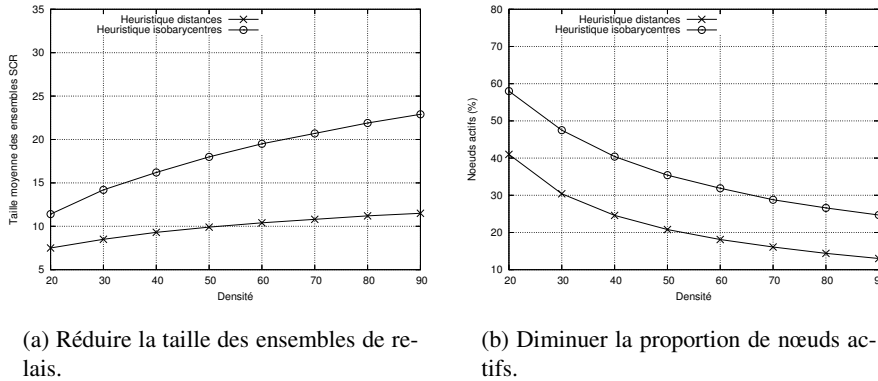 Heuristique distances
Heuristique isobarycentres
Taille moyenne des ensembles SCR
35
30
25
20
15
10
5
20 30 40 50 60 70 80 90
Densité
Heuristique distances
Heuristique isobarycentres
Noeuds actifs (%)
80
70
60
50
40
30
20
10
20 30 40 50 60 70 80 90
Densité
(a) Réduire la taille des ensembles de re-
lais.
(b) Diminuer la proportion de nœuds ac-
tifs.